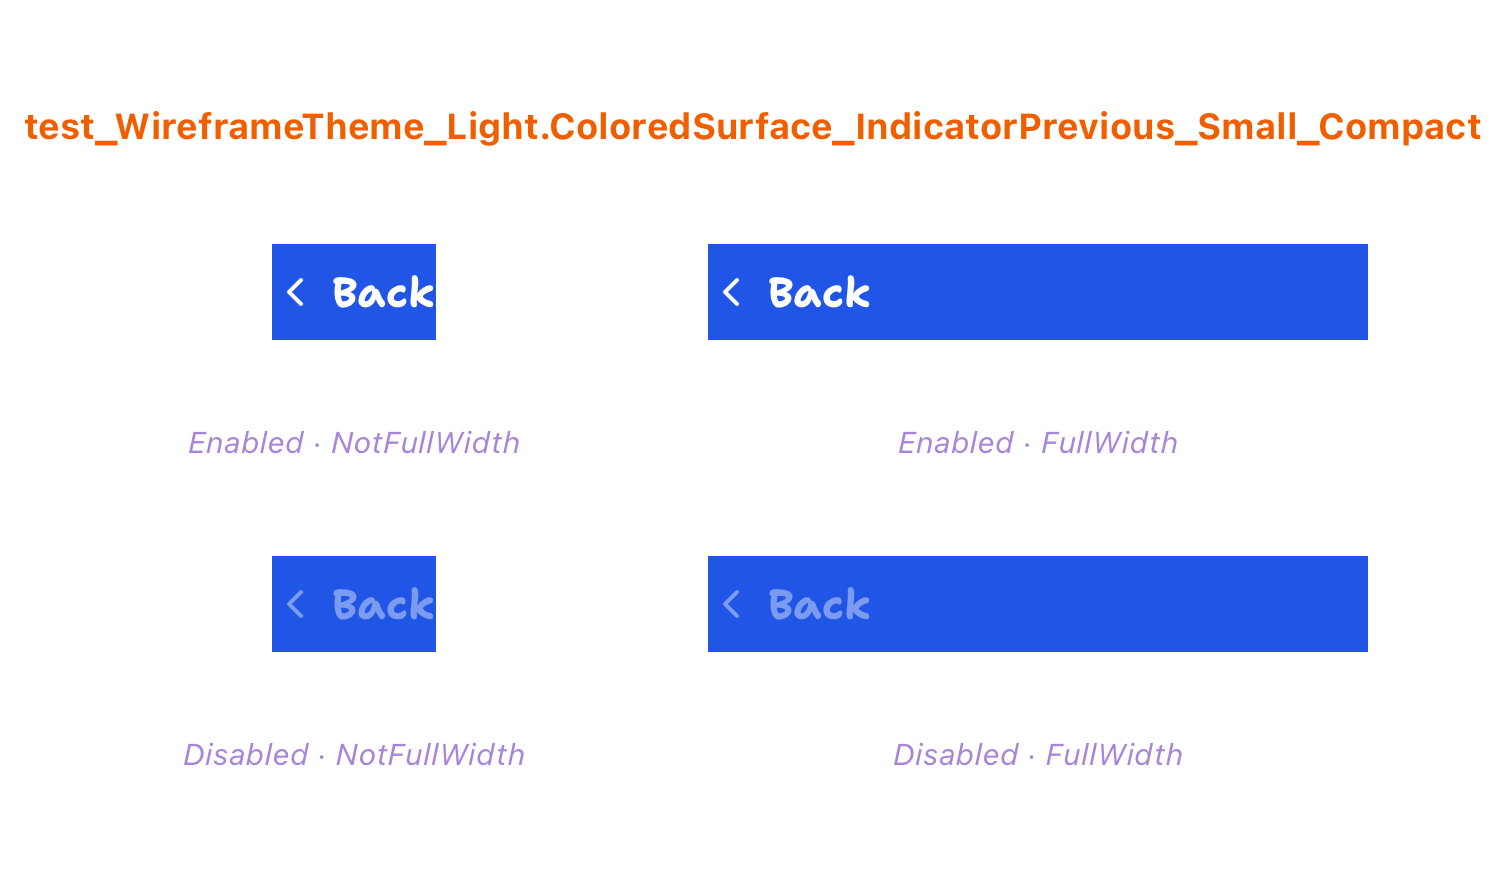 test_WireframeTheme_Light.ColoredSurface_IndicatorPrevious_Small_Compact
Back
Back
Enabled · NotFullWidth
Enabled · FullWidth
Back
Back
Disabled · NotFullWidth
Disabled · FullWidth